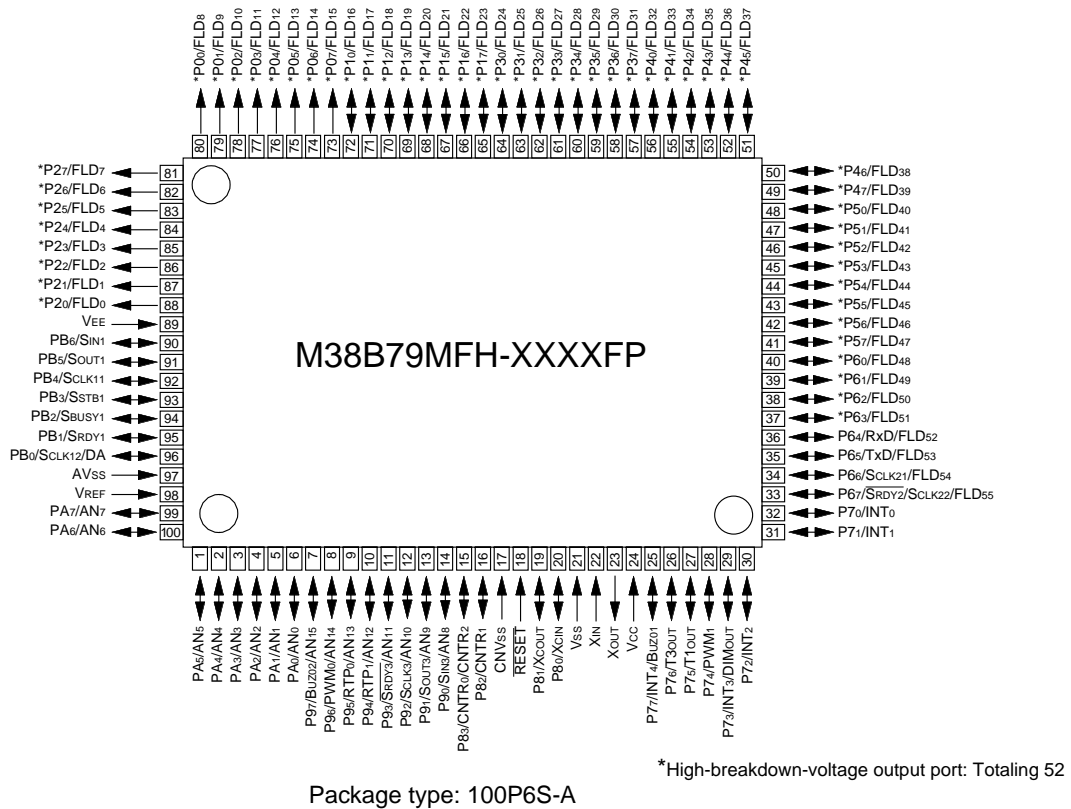 *P00/FLD8
*P01/FLD9
*P02/FLD10
*P03/FLD11
*P04/FLD12
*P05/FLD13
*P06/FLD14
*P07/FLD15
*P10/FLD16
*P11/FLD17
*P12/FLD18
*P13/FLD19
*P14/FLD20
*P15/FLD21
*P16/FLD22
*P17/FLD23
*P30/FLD24
*P31/FLD25
*P32/FLD26
*P33/FLD27
*P34/FLD28
*P35/FLD29
*P36/FLD30
*P37/FLD31
*P40/FLD32
*P41/FLD33
*P42/FLD34
*P43/FLD35
*P44/FLD36
*P45/FLD37
80 79 78 77 76 75 74 73 72 71 70 69 68 67 66 65 64 63 62 61 60 59 58 57 56 55 54 53 52 51
*P27/FLD7 81
*P26/FLD6 82
*P25/FLD5 83
*P24/FLD4 84
*P23/FLD3 85
*P22/FLD2 86
*P21/FLD1 87
*P20/FLD0 88
VEE 89
PB6/SIN1 90
PB5/SOUT1 91
PB4/SCLK11 92
PB3/SSTB1 93
PB2/SBUSY1 94
PB1/SRDY1 95
PB0/SCLK12/DA 96
AVSS 97
VREF 98
PA7/AN7 99
PA6/AN6 100
M38B79MFH-XXXXFP
50 *P46/FLD38
49 *P47/FLD39
48 *P50/FLD40
47 *P51/FLD41
46 *P52/FLD42
45 *P53/FLD43
44 *P54/FLD44
43 *P55/FLD45
42 *P56/FLD46
41 *P57/FLD47
40 *P60/FLD48
39 *P61/FLD49
38 *P62/FLD50
37 *P63/FLD51
36 P64/RxD/FLD52
35 P65/TxD/FLD53
34 P66/SCLK21/FLD54
33 P67/SRDY2/SCLK22/FLD55
32 P70/INT0
31 P71/INT1
1 2 3 4 5 6 7 8 9 10 11 12 13 14 15 16 17 18 19 20 21 22 23 24 25 26 27 28 29 30
PA5/AN5
PA4/AN4
PA3/AN3
PA2/AN2
PA1/AN1
PA0/AN0
P97/BUZ02/AN15
P96/PWM0/AN14
P95/RTP0/AN13
P94/RTP1/AN12
P93/SRDY3/AN11
P92/SCLK3/AN10
P91/SOUT3/AN9
P90/SIN3/AN8
P83/CNTR0/CNTR2
P82/CNTR1
CNVSS
RESET
P81/XCOUT
P80/XCIN
VSS
XIN
XOUT
VCC
P77/INT4/BUZ01
P76/T3OUT
P75/T1OUT
P74/PWM1
P73/INT3/DIMOUT
P72/INT2
*High-breakdown-voltage output port: Totaling 52
Package type: 100P6S-A